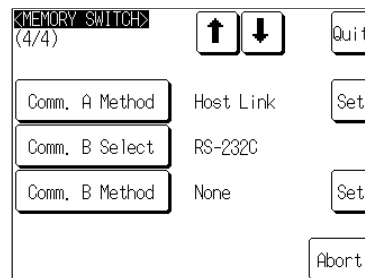 <MEMORY SWITCH>
(4/4)
Quit
Comm. A Method Host Link Set
Comm. B Select RS-232C
Comm. B Method None Set
Abort